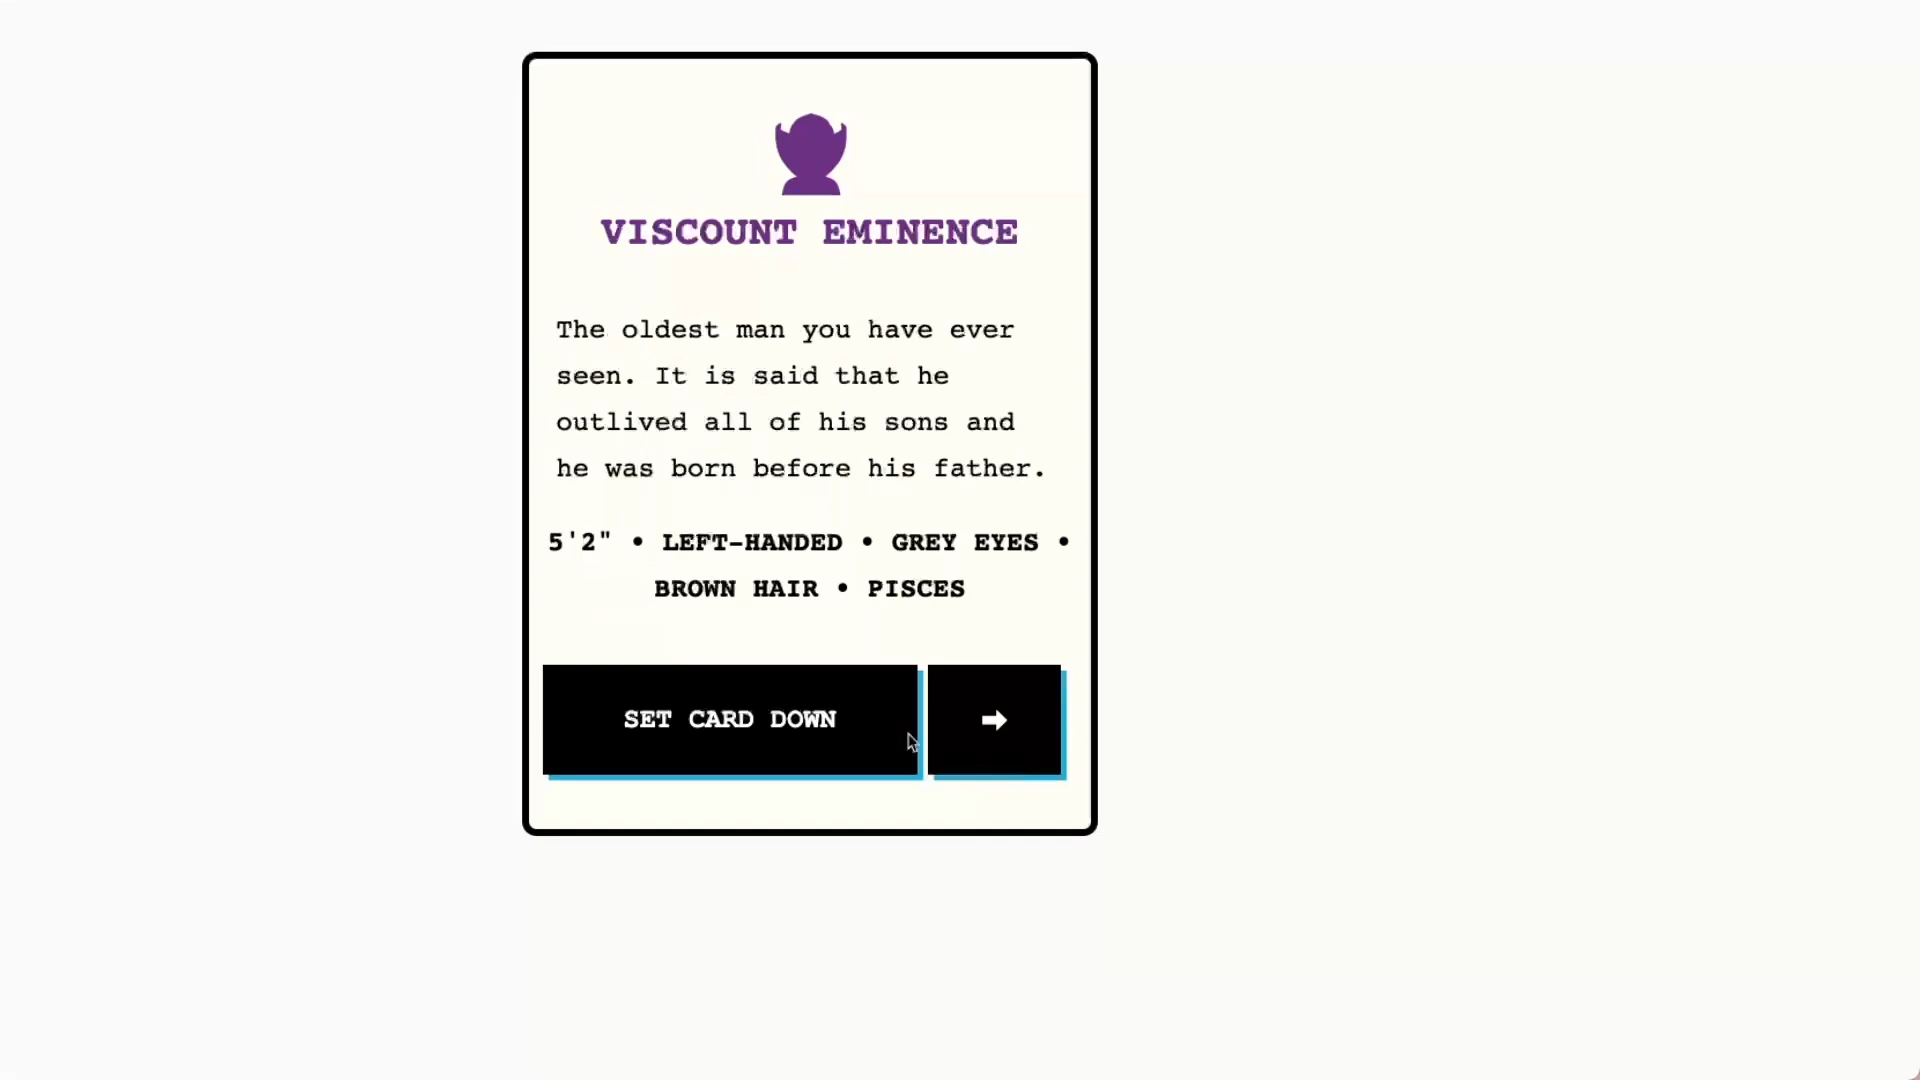 VISCOUNT EMINENCE
The oldest man you have ever
seen. It is said that he
outlived all of his sons and
he was born before his father.
5'2" • LEFT-HANDED • GREY EYES •
BROWN HAIR • PISCES
SET CARD DOWN